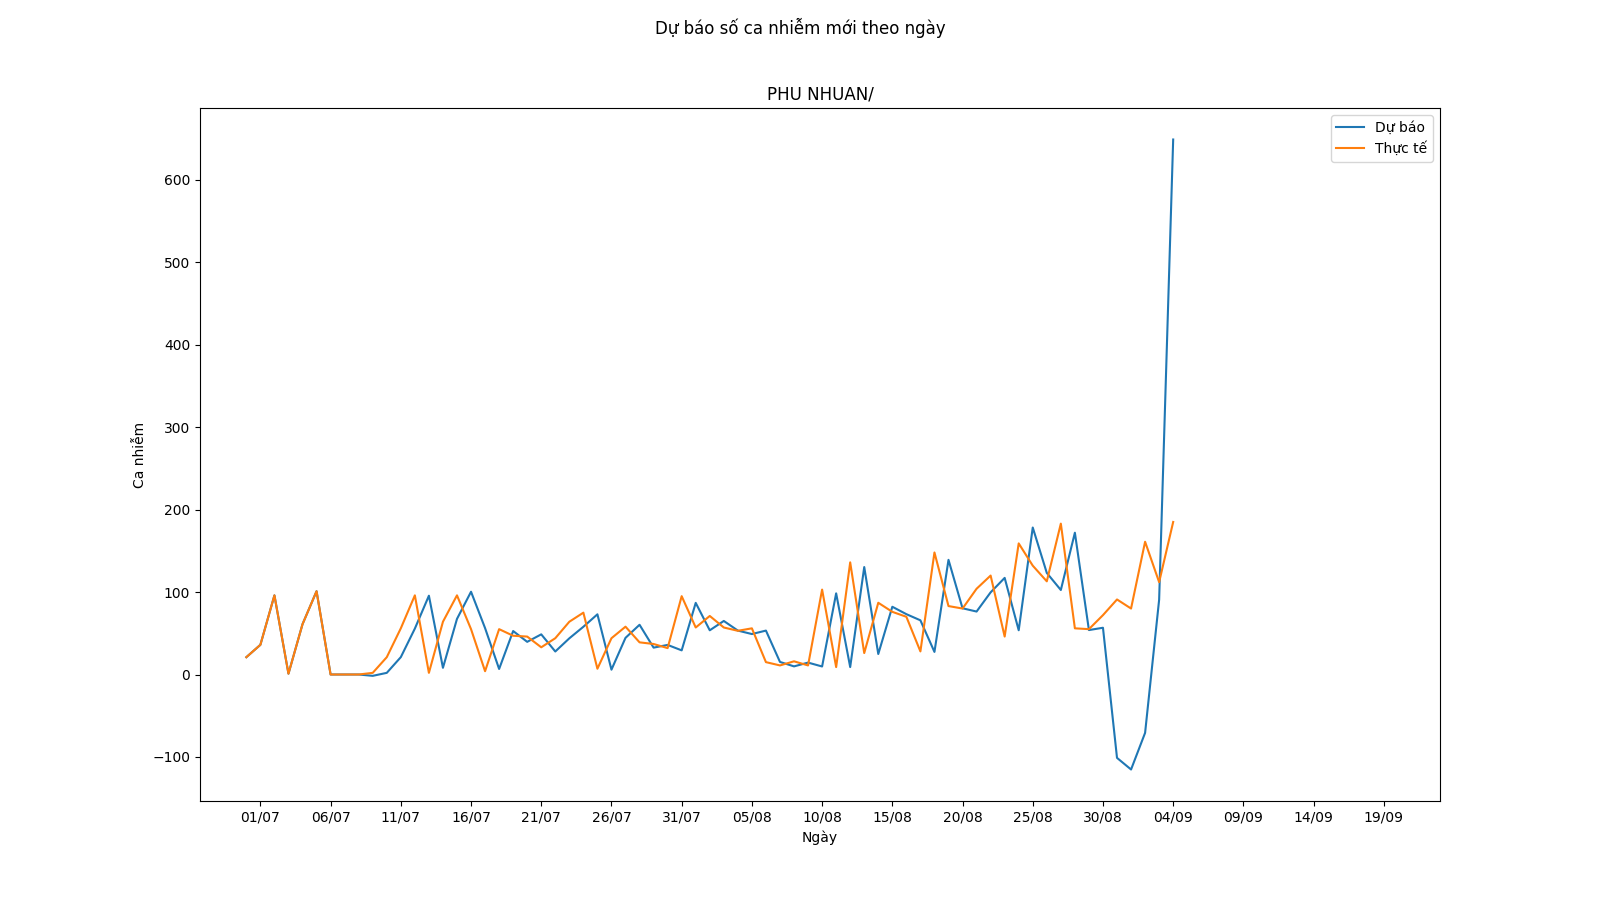 Dự báo số ca nhiễm mới theo ngày
PHU NHUAN/
Dự báo
Thực tế
600
500
400
300
200
100
0
−100
Ca nhiễm
01/07 06/07 11/07 16/07 21/07 26/07 31/07 05/08 10/08 15/08 20/08 25/08 30/08 04/09 09/09 14/09 19/09
Ngày